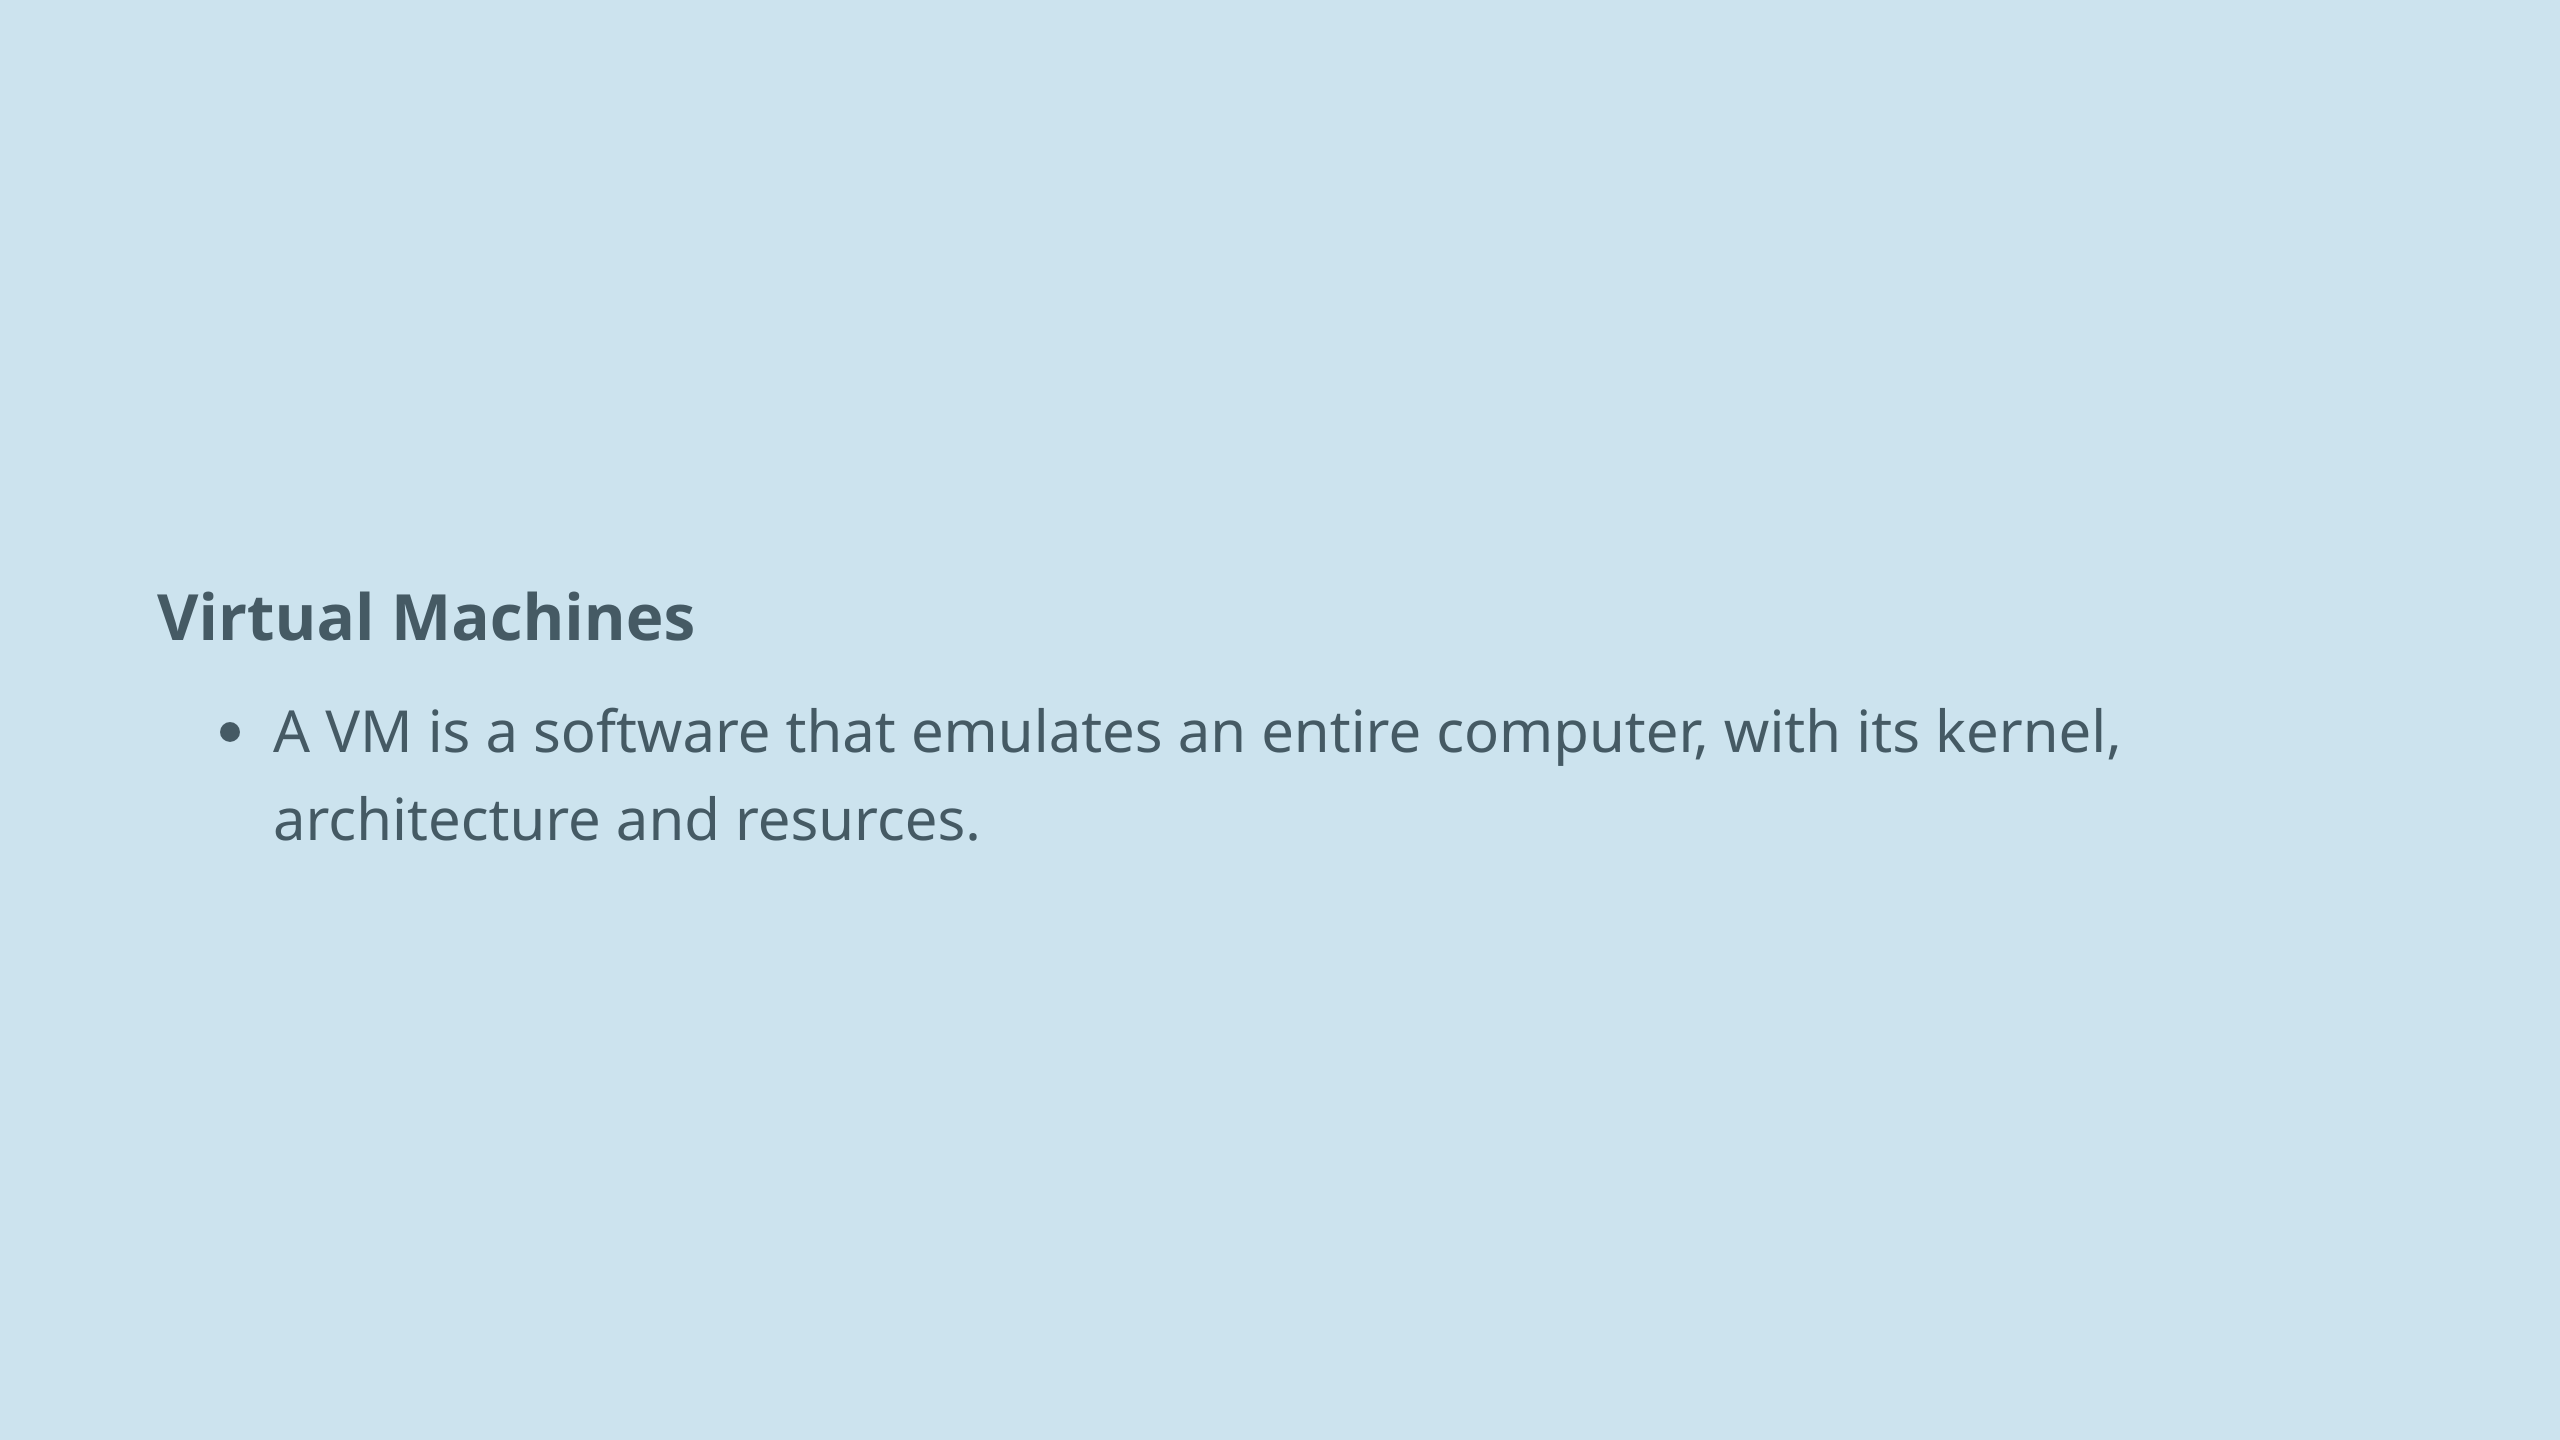 Virtual Machines
• A VM is a software that emulates an entire computer, with its kernel,
architecture and resurces.